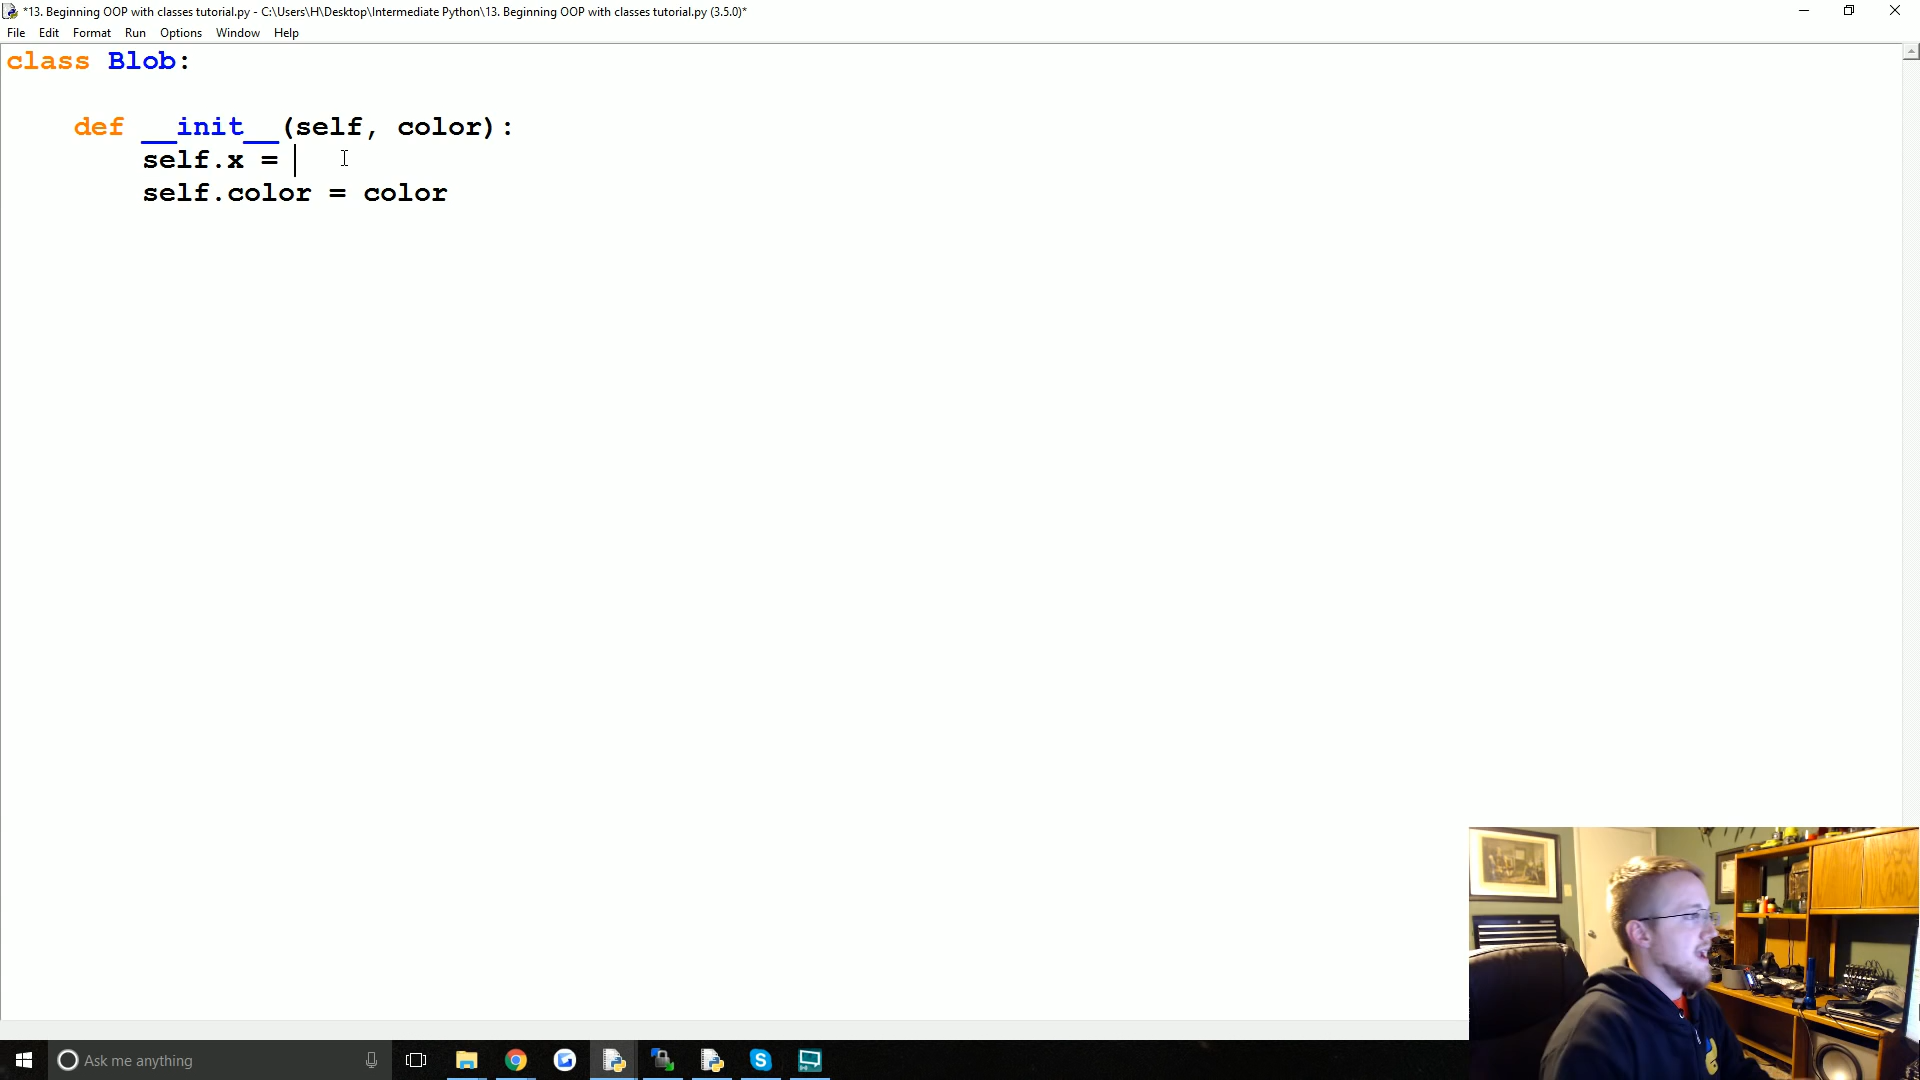 *13. Beginning OOP with classes tutorial.py - C:\Users\H\Desktop\Intermediate Python\13. Beginning OOP with classes tutorial.py (3.5.0)*
File Edit Format Run Options Window Help
class Blob:
def __init__(self, color):
self.x =
self.color = color
Ask me anything